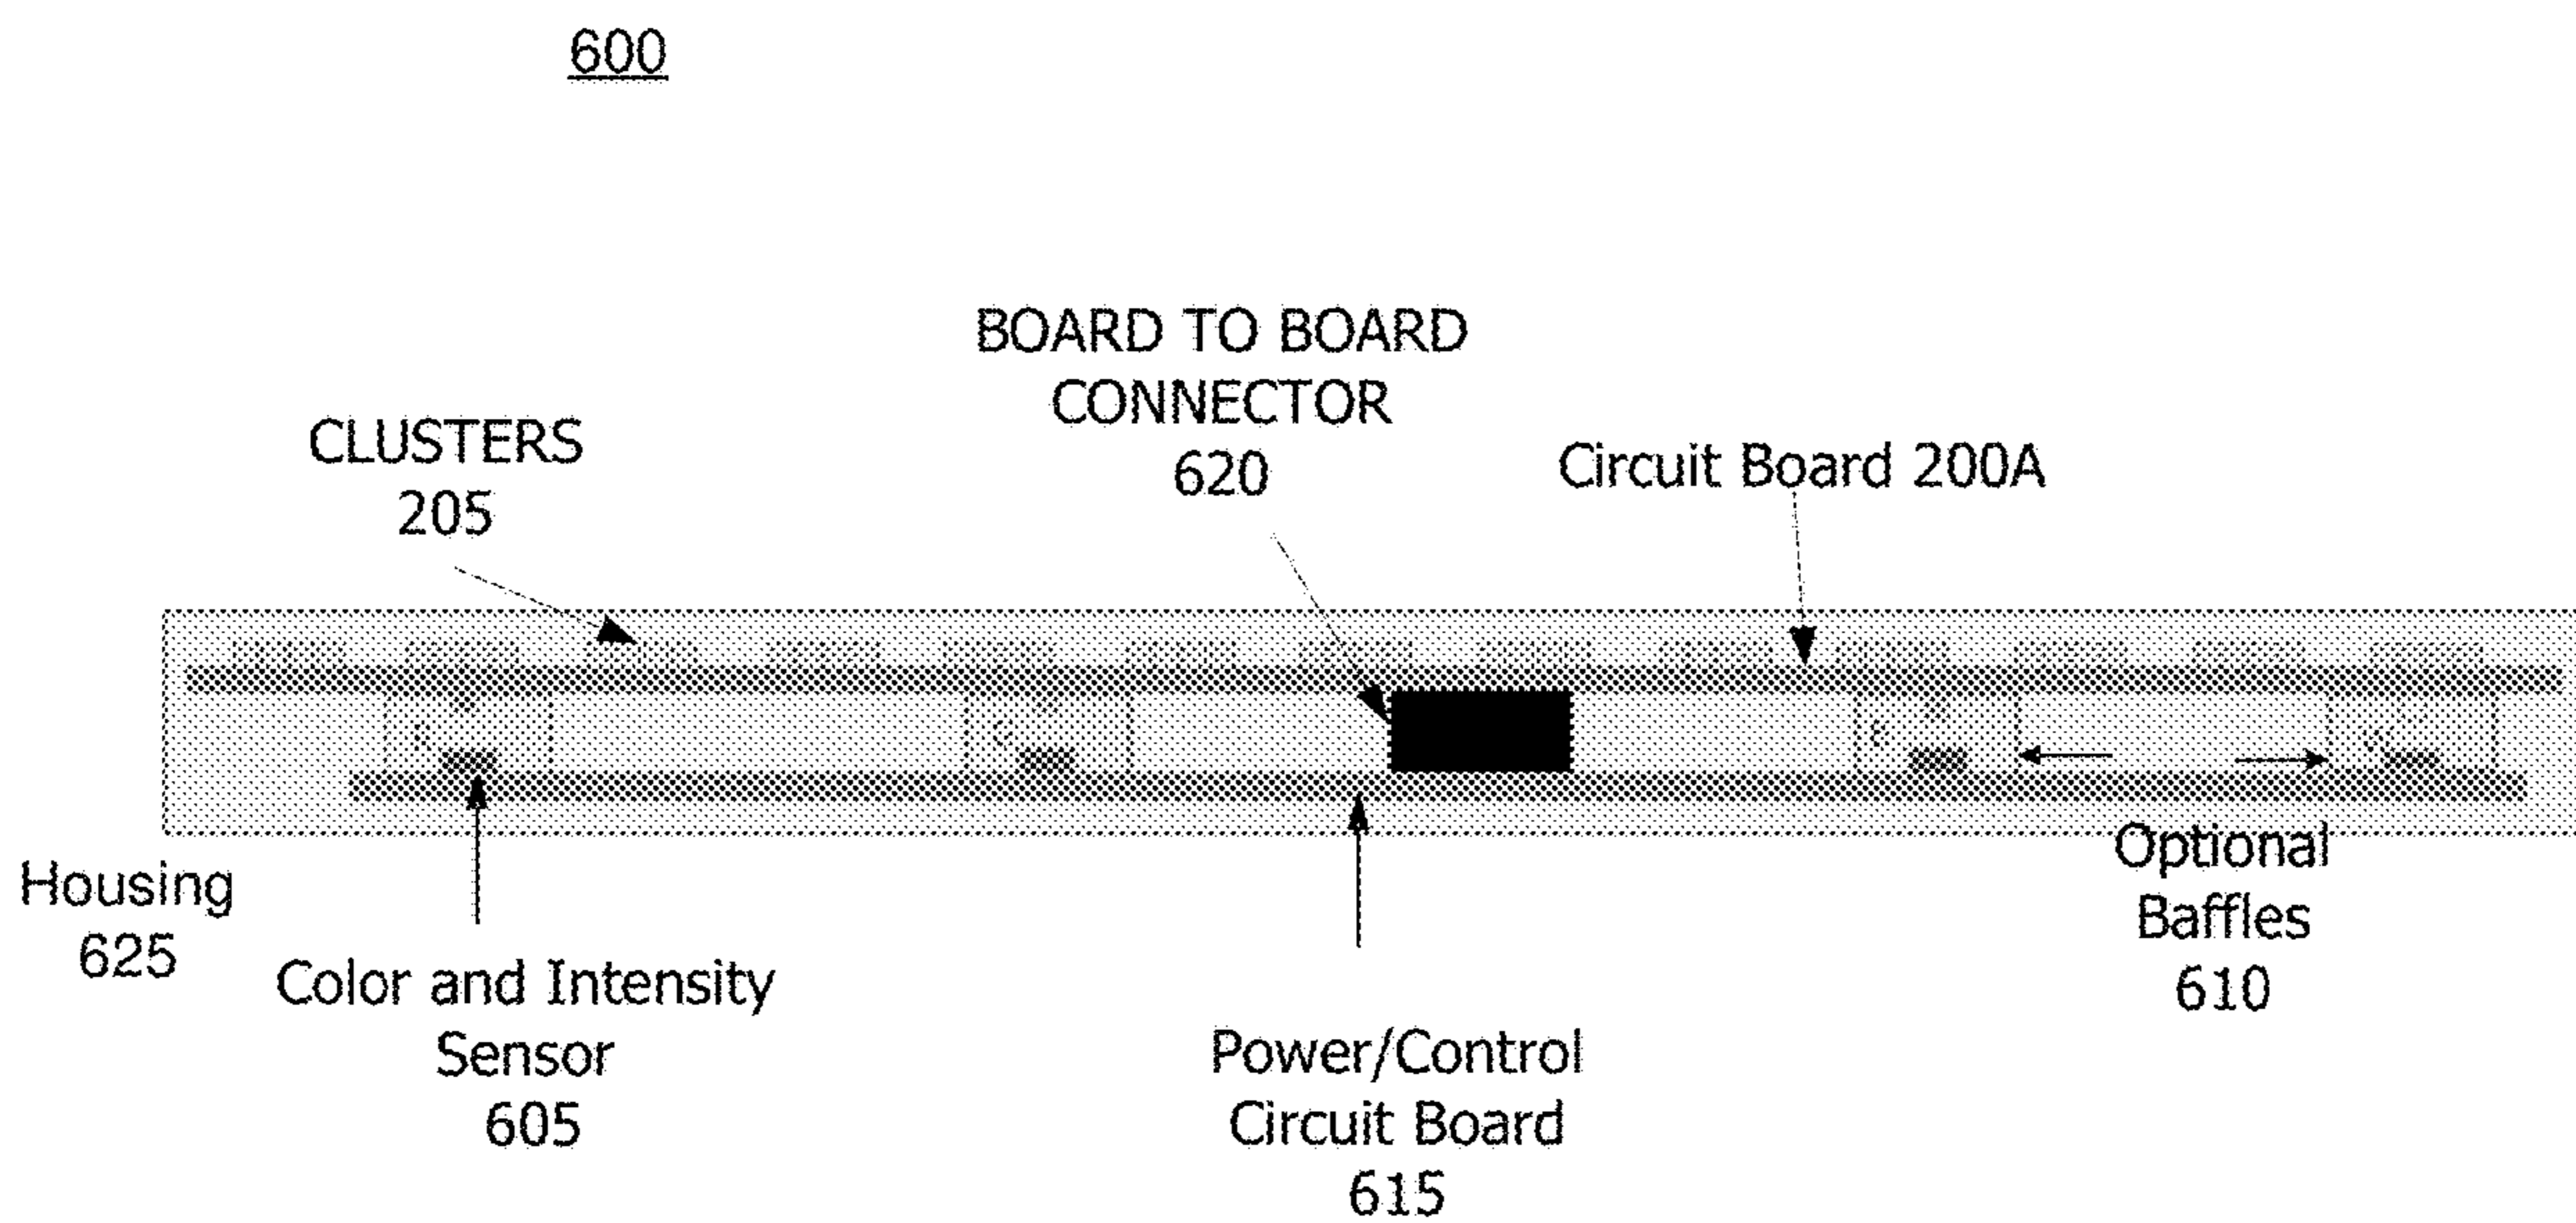 600
BOARD TO BOARD
CONNECTOR
620
CLUSTERS
205
Circuit Board 200A
Housing
625
Color and Intensity
Sensor
605
Power/Control
Circuit Board
615
Optional
Baffles
610